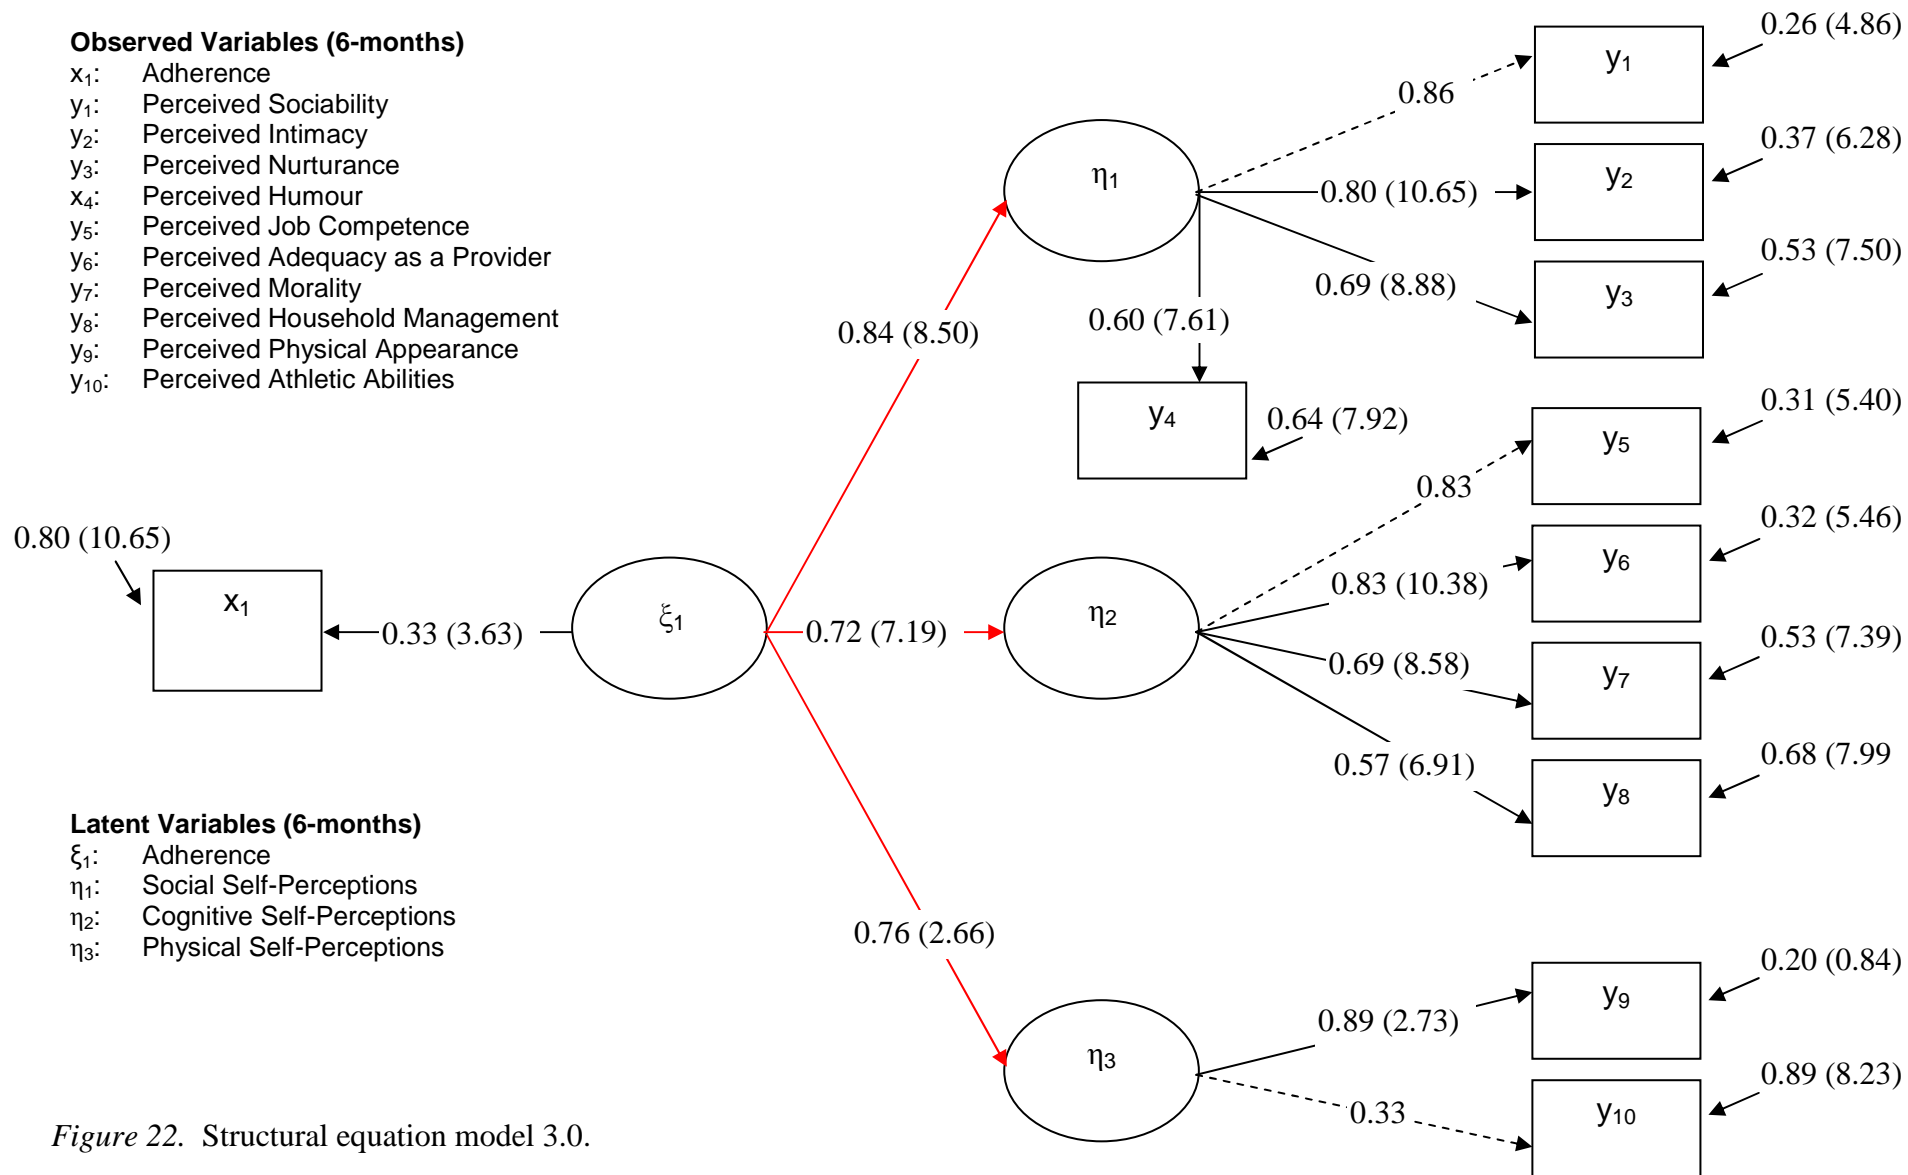 Observed Variables (6-months)
x₁: Adherence
y₁: Perceived Sociability
y₂: Perceived Intimacy
y₃: Perceived Nurturance
x₄: Perceived Humour
y₅: Perceived Job Competence
y₆: Perceived Adequacy as a Provider
y₇: Perceived Morality
y₈: Perceived Household Management
y₉: Perceived Physical Appearance
y₁₀: Perceived Athletic Abilities
0.26 (4.86)
y₁
0.86
0.37 (6.28)
y₂
η₁
0.80 (10.65)
0.53 (7.50)
y₃
0.69 (8.88)
0.60 (7.61)
0.84 (8.50)
y₄
0.64 (7.92)
0.31 (5.40)
y₅
0.83
0.80 (10.65)
x₁
0.33 (3.63)
ξ₁
0.72 (7.19)
η₂
0.32 (5.46)
y₆
0.83 (10.38)
0.53 (7.39)
y₇
0.69 (8.58)
0.68 (7.99
y₈
0.57 (6.91)
Latent Variables (6-months)
ξ₁: Adherence
η₁: Social Self-Perceptions
η₂: Cognitive Self-Perceptions
η₃: Physical Self-Perceptions
0.76 (2.66)
0.20 (0.84)
y₉
0.89 (2.73)
η₃
0.89 (8.23)
y₁₀
0.33
Figure 22. Structural equation model 3.0.